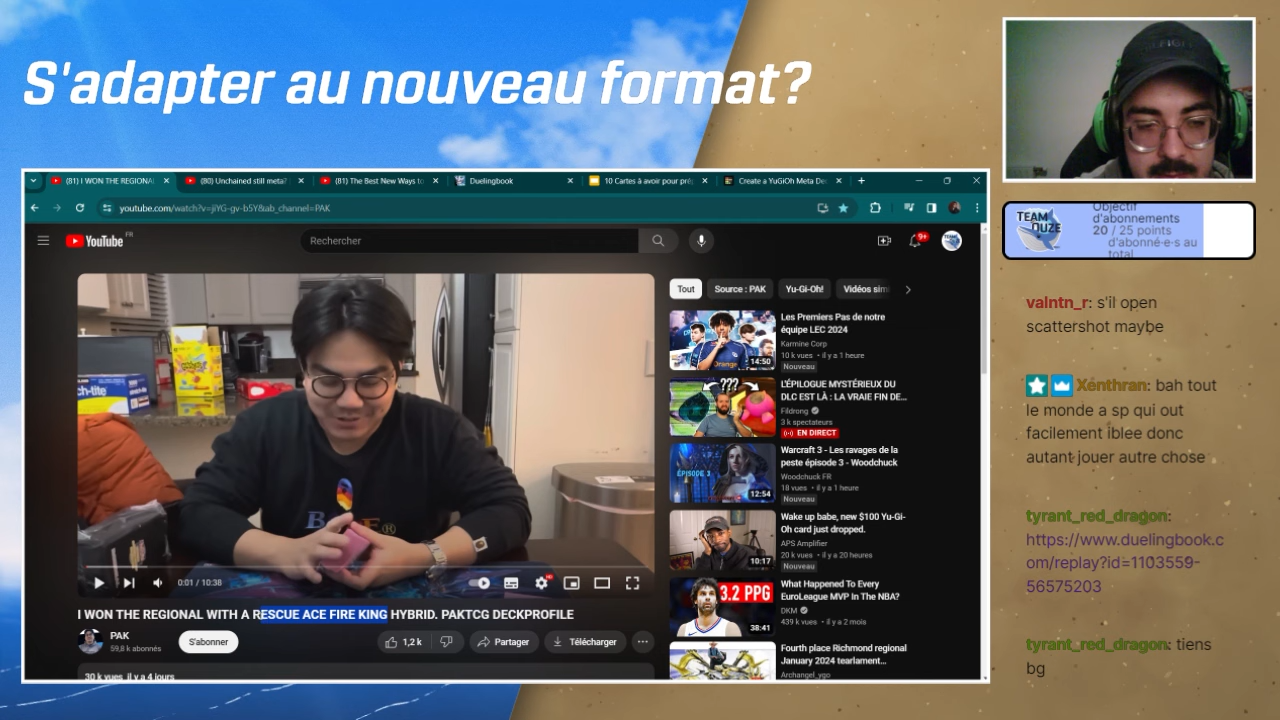 S'adapter au nouveau format?
(81) I WON THE REGIONAL
(80) Unchained still meta?
(81) The Best New Ways to
Duelingbook
10 Cartes à avoir pour pré
Create a YuGiOh Meta De
youtube.com/watch?v=jiYG-gv-b5Y&ab_channel=PAK
YouTube FR
Rechercher
9+
Tout
Source : PAK
Yu-Gi-Oh!
Vidéos sim
Les Premiers Pas de notre
équipe LEC 2024
Karmine Corp
10 k vues • il y a 1 heure
Nouveau
14:50
L'ÉPILOGUE MYSTÉRIEUX DU
DLC EST LÀ : LA VRAIE FIN DE...
Fildrong
3 k spectateurs
EN DIRECT
???
Warcraft 3 - Les ravages de la
peste épisode 3 - Woodchuck
Woodchuck FR
18 vues • il y a 1 heure
Nouveau
EPISODE 3
12:54
Wake up babe, new $100 Yu-Gi-
Oh card just dropped.
APS Amplifier
20 k vues • il y a 20 heures
10:17
What Happened To Every
EuroLeague MVP In The NBA?
DKM
439 k vues • il y a 2 mois
3.2 PPG
38:41
Fourth place Richmond regional
January 2024 tearlament...
Archangel_ygo
0:01 / 10:38
I WON THE REGIONAL WITH A RESCUE ACE FIRE KING HYBRID. PAKTCG DECKPROFILE
PAK
59,8 k abonnés
S'abonner
1,2 k
Partager
Télécharger
30 k vues il y a 4 jours
TEAM
OUZE
Objectif
d'abonnements
20 / 25 points
d'abonné·e·s au
total
valntn_r: s'il open
scattershot maybe
Xenthran: bah tout
le monde a sp qui out
facilement iblee donc
autant jouer autre chose
tyrant_red_dragon:
https://www.duelingbook.c
om/replay?id=1103559-
56575203
tyrant_red_dragon: tiens
bg